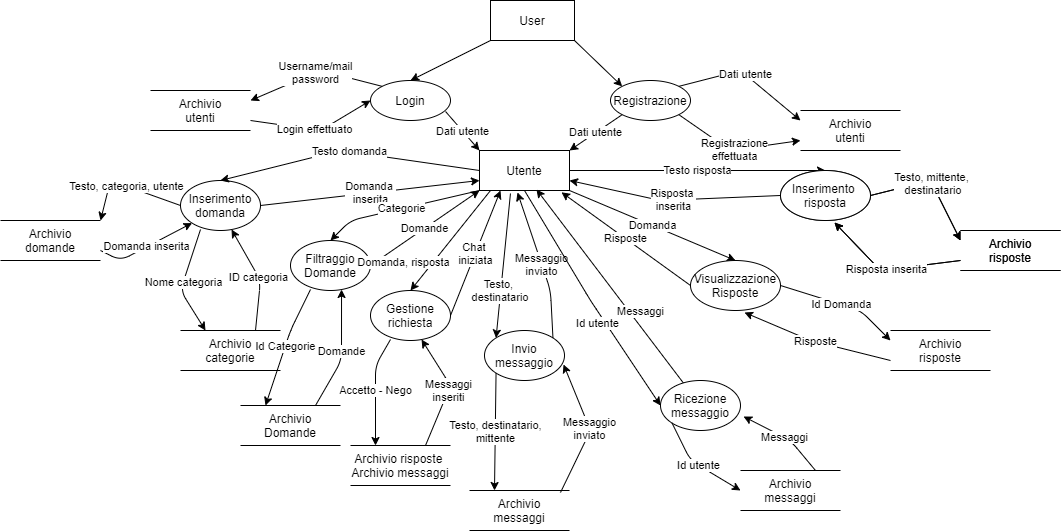 User
Username/mail
password
Dati utente
Archivio
utenti
Login
Registrazione
Archivio
utenti
Login effettuato
Dati utente
Dati utente
Registrazione
effettuata
Testo domanda
Utente
Testo risposta
Testo, categoria, utente
Inserimento
domanda
Domanda
inserita
Risposta
inserita
Inserimento
risposta
Testo, mittente,
destinatario
Categorie
Archivio
domande
Domanda inserita
Domande
Domanda
Risposte
Archivio
risposte
Filtraggio
Domande
Domanda, risposta
Chat
iniziata
Messaggio
inviato
Risposta inserita
Nome categoria
ID categoria
Testo,
destinatario
Visualizzazione
Risposte
Id Domanda
Gestione
richiesta
Id utente
Messaggi
Archivio
categorie
Id Categorie
Domande
Invio
messaggio
Risposte
Archivio
risposte
Accetto - Nego
Messaggi
inseriti
Ricezione
messaggio
Archivio
Domande
Testo, destinatario,
mittente
Messaggio
inviato
Messaggi
Archivio risposte
Archivio messaggi
Id utente
Archivio
messaggi
Archivio
messaggi